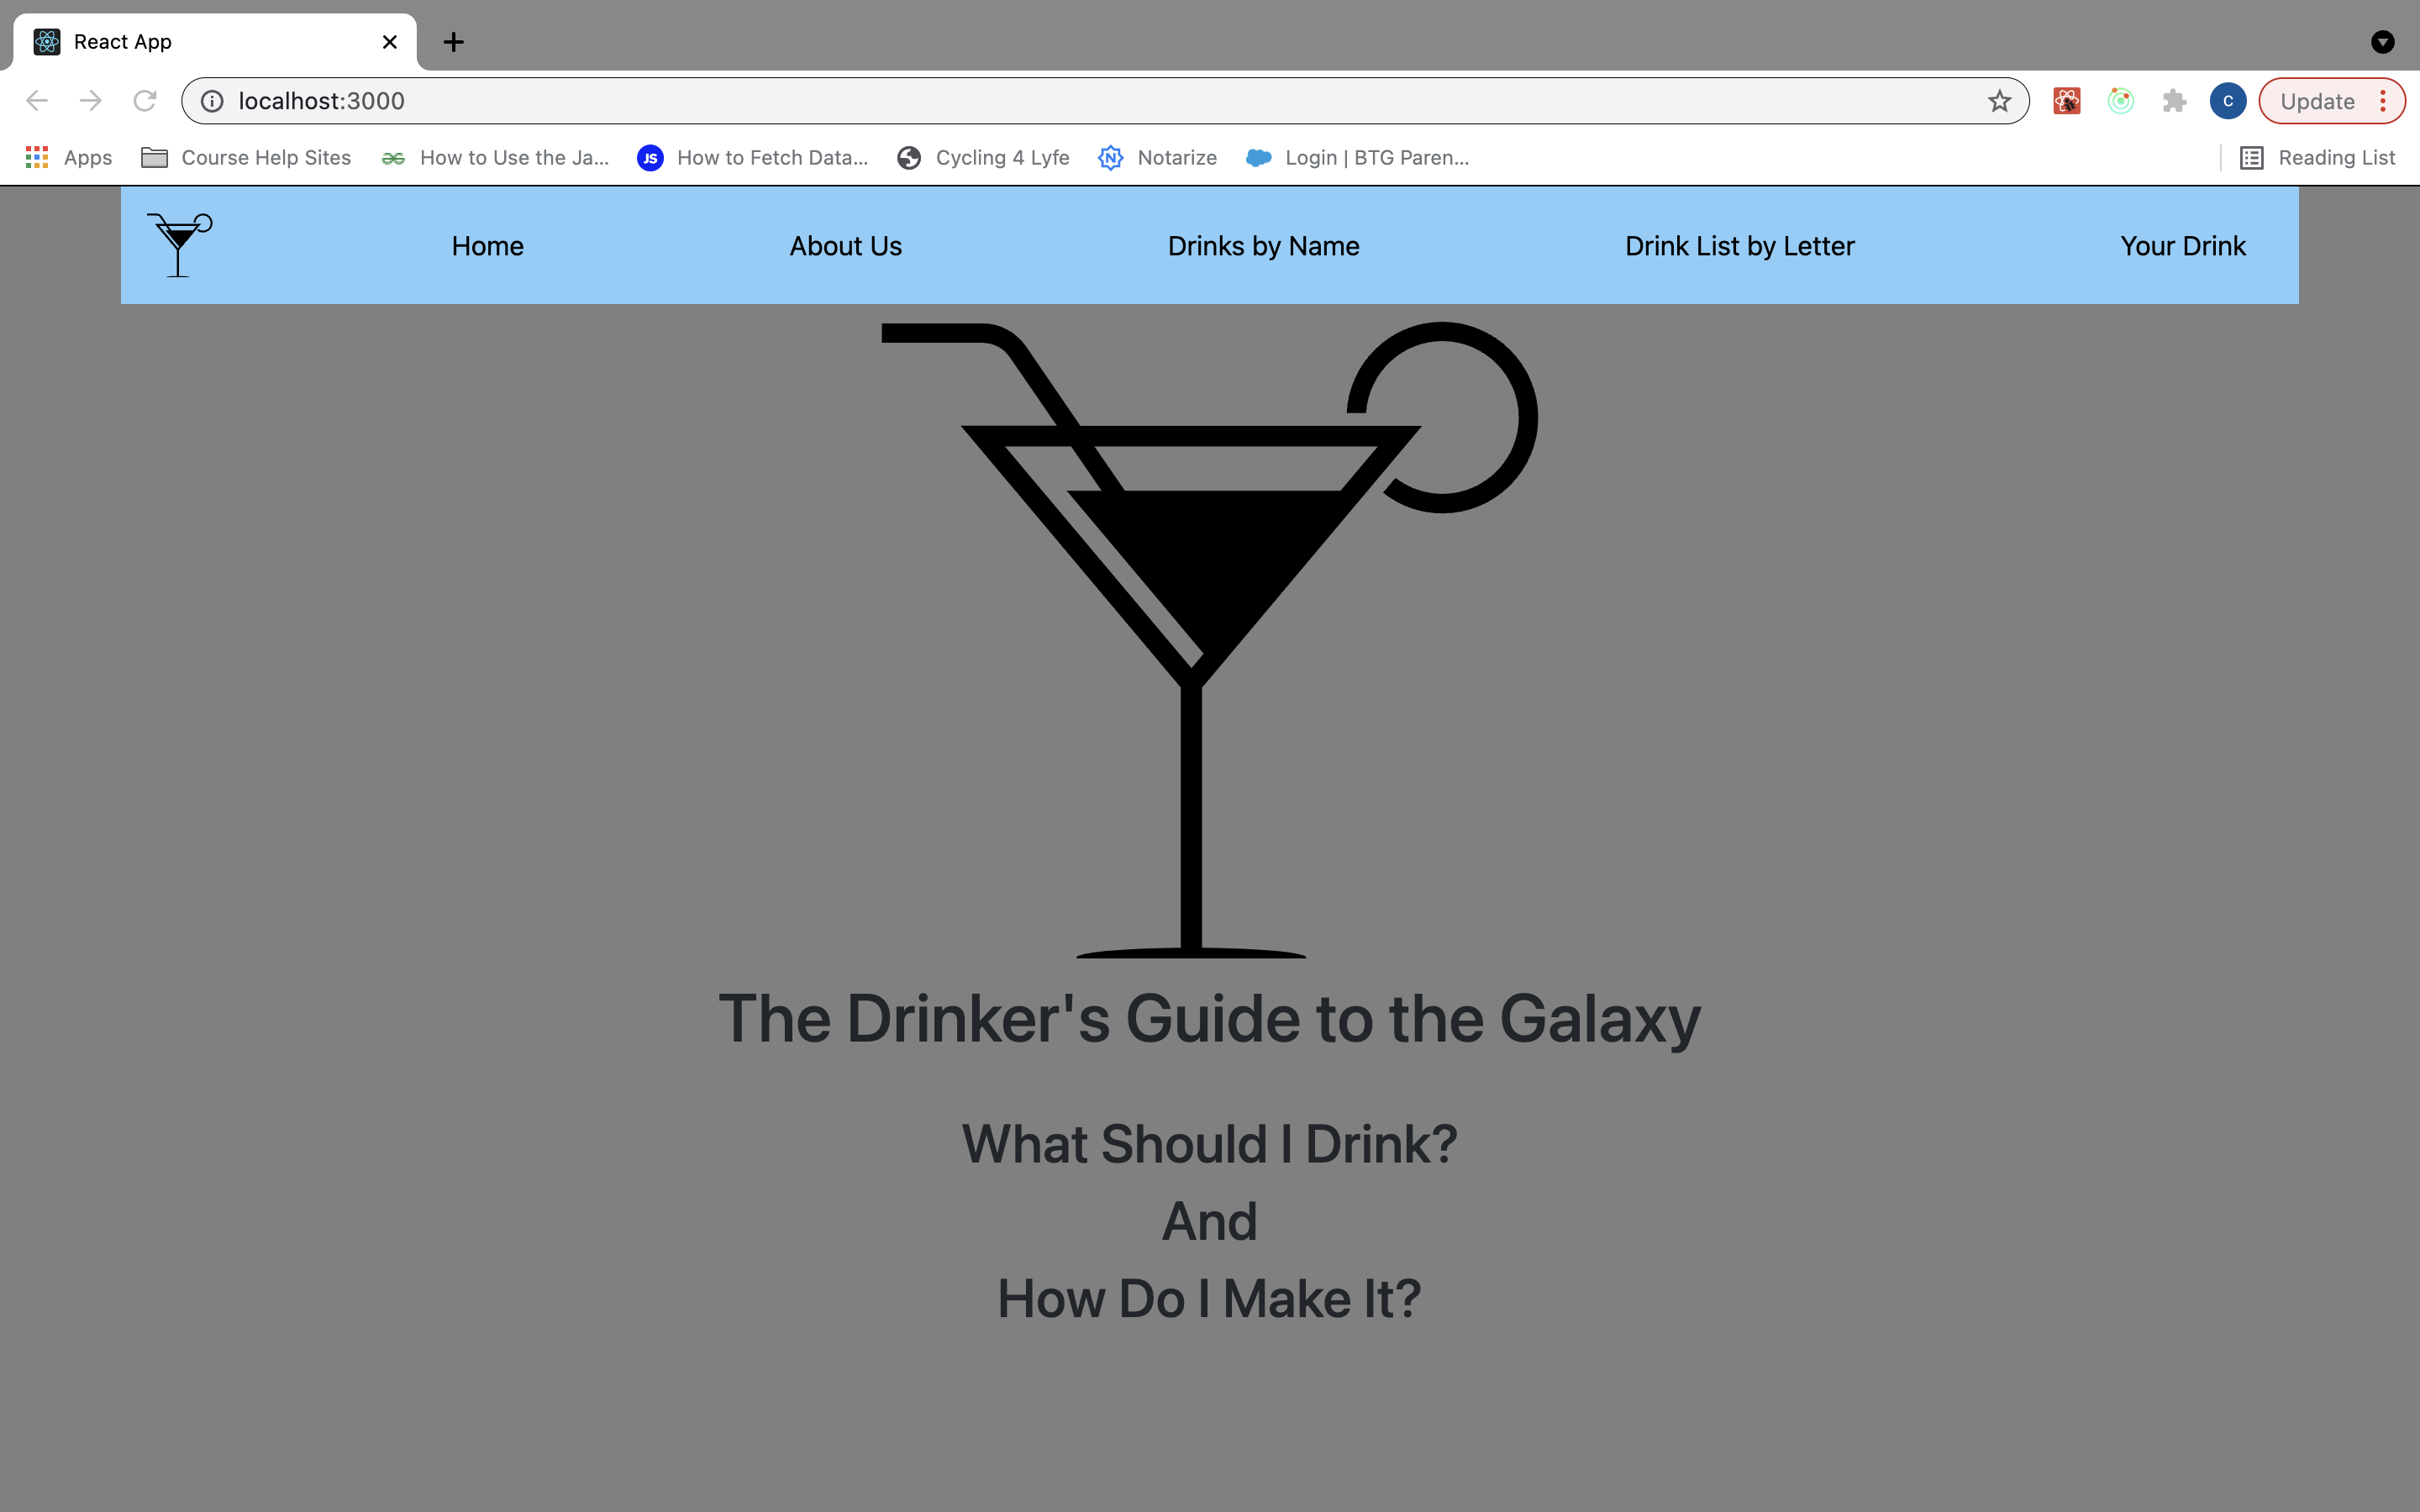 React App
localhost:3000
C
Update
Apps
Course Help Sites
How to Use the Ja...
JS
How to Fetch Data...
Cycling 4 Lyfe
N
Notarize
Login | BTG Paren...
Reading List
Home
About Us
Drinks by Name
Drink List by Letter
Your Drink
The Drinker's Guide to the Galaxy
What Should I Drink?
And
How Do I Make It?